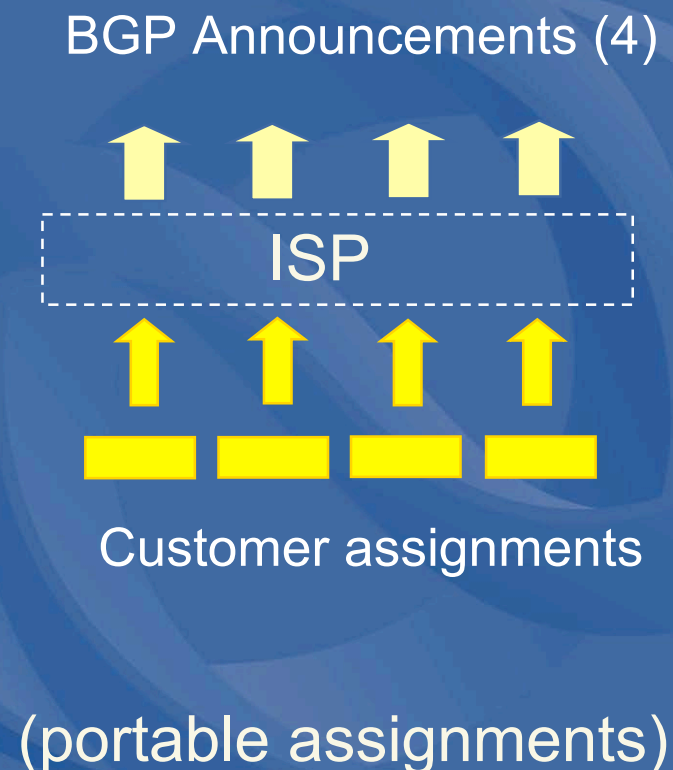 BGP Announcements (4)
ISP
Customer assignments
(portable assignments)